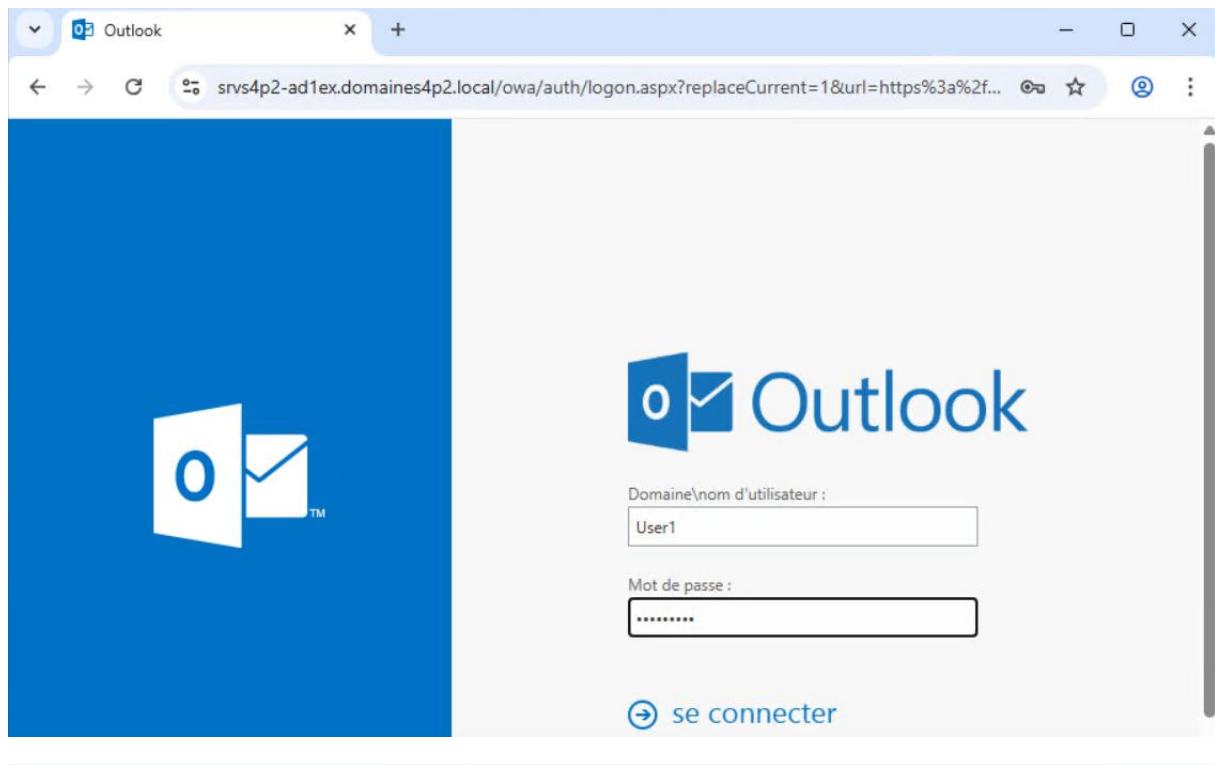 Outlook
srvs4p2-ad1ex.domaines4p2.local/owa/auth/logon.aspx?replaceCurrent=1&url=https%3a%2f...
Outlook
TM
Domaine\nom d'utilisateur :
User1
Mot de passe :
•••••••••
se connecter